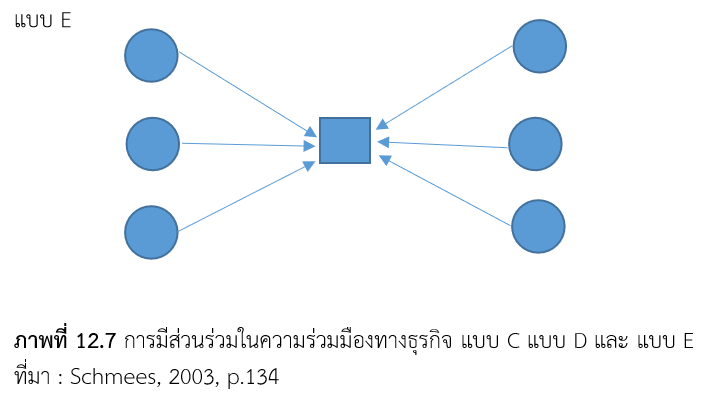 แบบ E
ภาพที่ 12.7 การมีส่วนร่วมในความร่วมมืองทางธุรกิจ แบบ C แบบ D และ แบบ E
ที่มา : Schmees, 2003, p.134